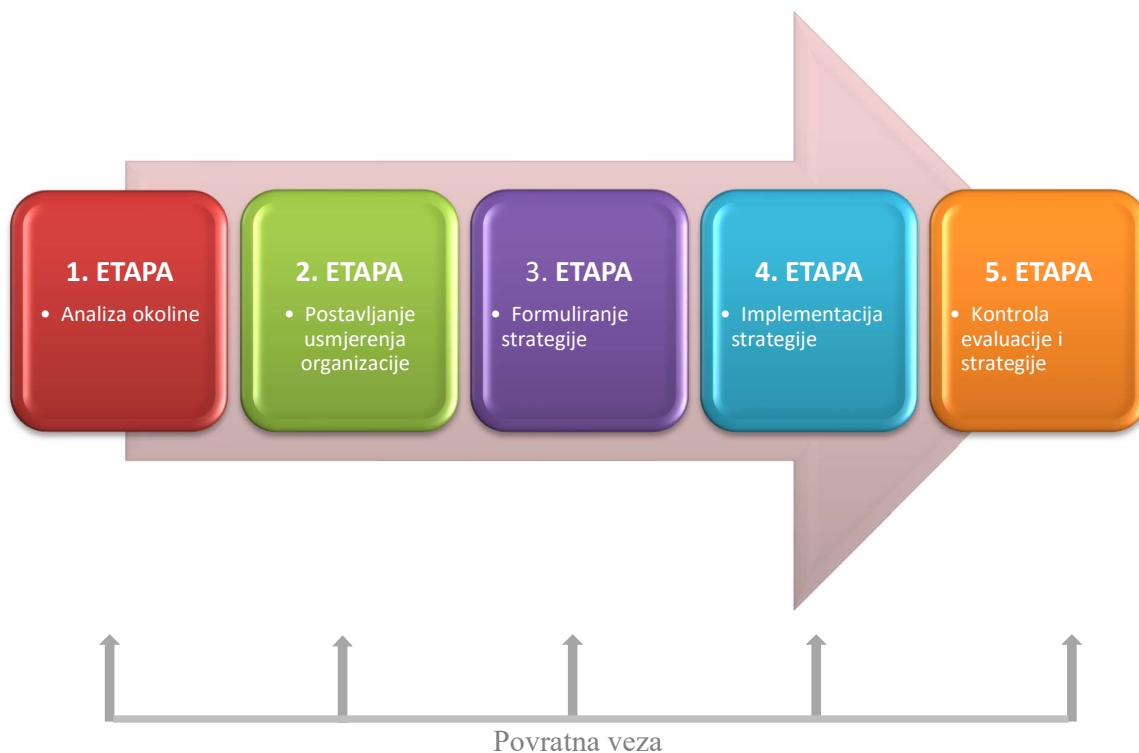 1. ETAPA
• Analiza okoline
2. ETAPA
• Postavljanje
usmjerenja
organizacije
3. ETAPA
• Formuliranje
strategije
4. ETAPA
• Implementacija
strategije
5. ETAPA
• Kontrola
evaluacije i
strategije
Povratna veza